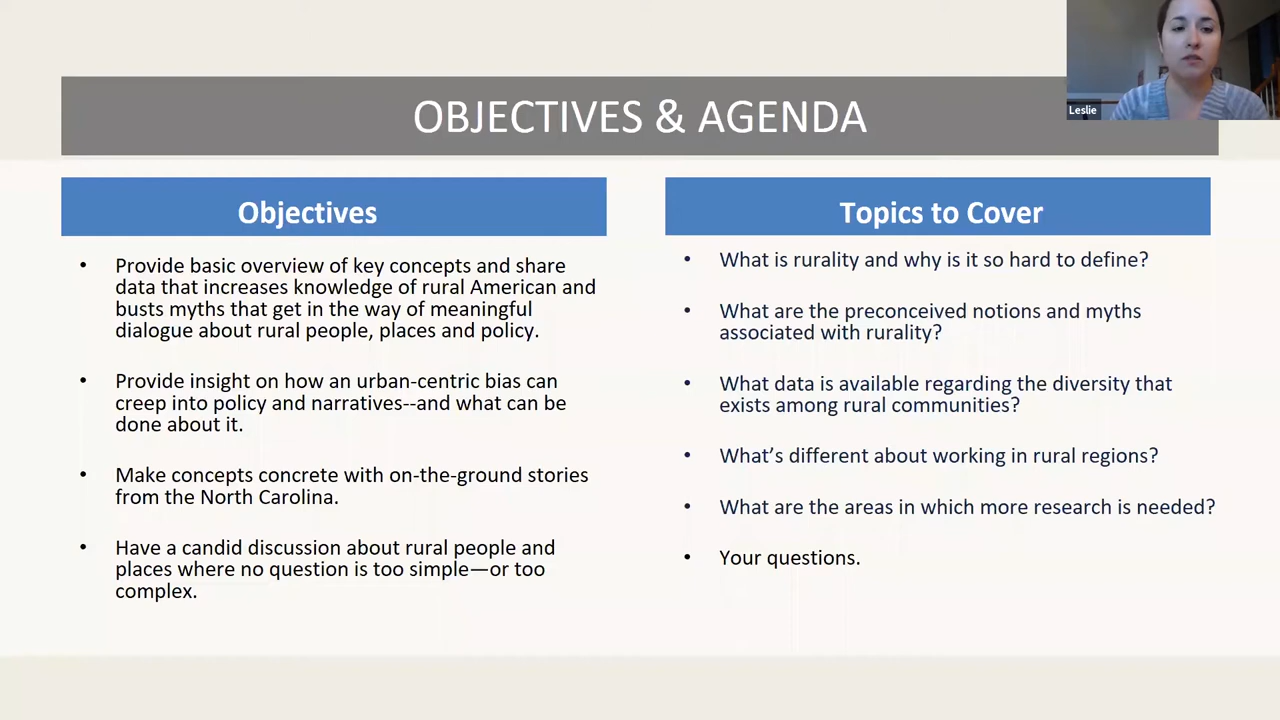 Leslie
OBJECTIVES & AGENDA
Objectives
• Provide basic overview of key concepts and share
data that increases knowledge of rural American and
busts myths that get in the way of meaningful
dialogue about rural people, places and policy.
• Provide insight on how an urban-centric bias can
creep into policy and narratives--and what can be
done about it.
• Make concepts concrete with on-the-ground stories
from the North Carolina.
• Have a candid discussion about rural people and
places where no question is too simple—or too
complex.
Topics to Cover
• What is rurality and why is it so hard to define?
• What are the preconceived notions and myths
associated with rurality?
• What data is available regarding the diversity that
exists among rural communities?
• What’s different about working in rural regions?
• What are the areas in which more research is needed?
• Your questions.